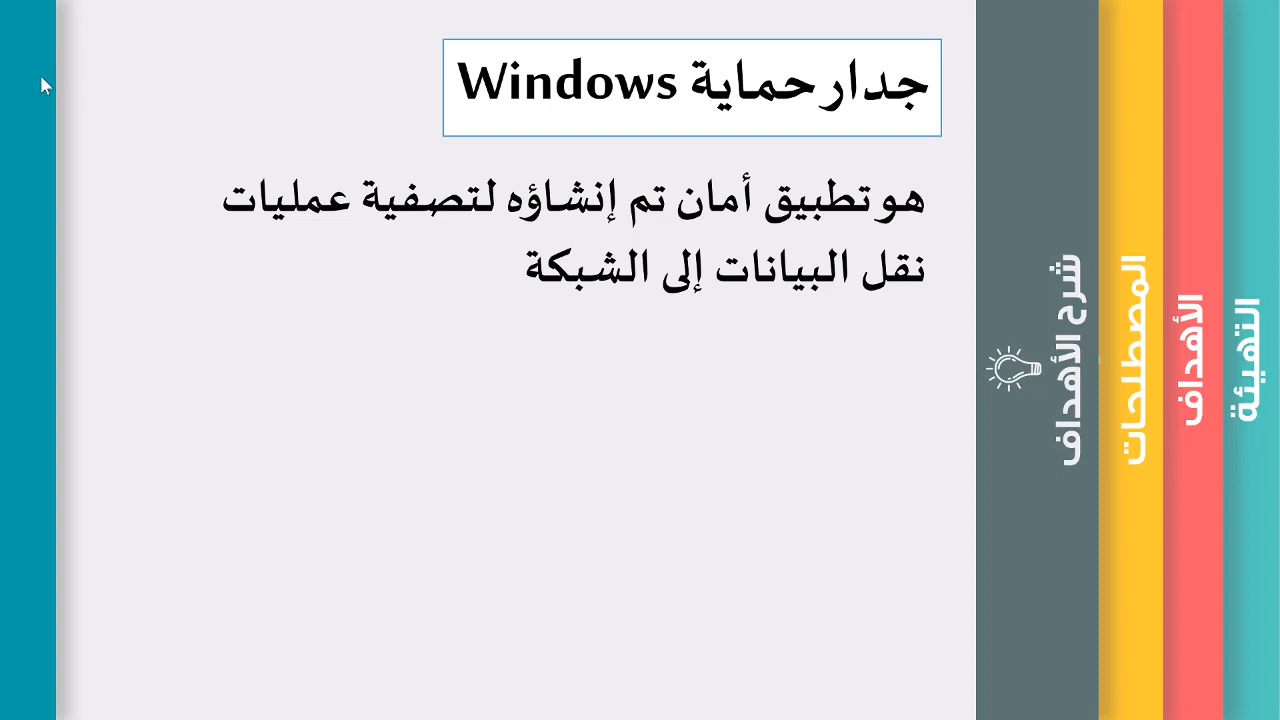 جدار حماية Windows
هو تطبيق أمان تم إنشاؤه لتصفية عمليات
نقل البيانات إلى الشبكة
التهيئة
الأهداف
المصطلحات
شرح الأهداف